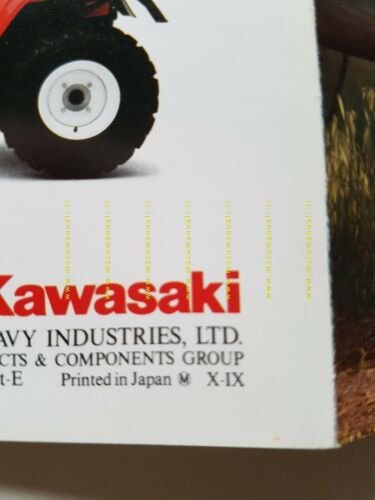 Kawasaki
AVY INDUSTRIES, LTD.
CTS & COMPONENTS GROUP
t-E Printed in Japan Ⓜ X-IX